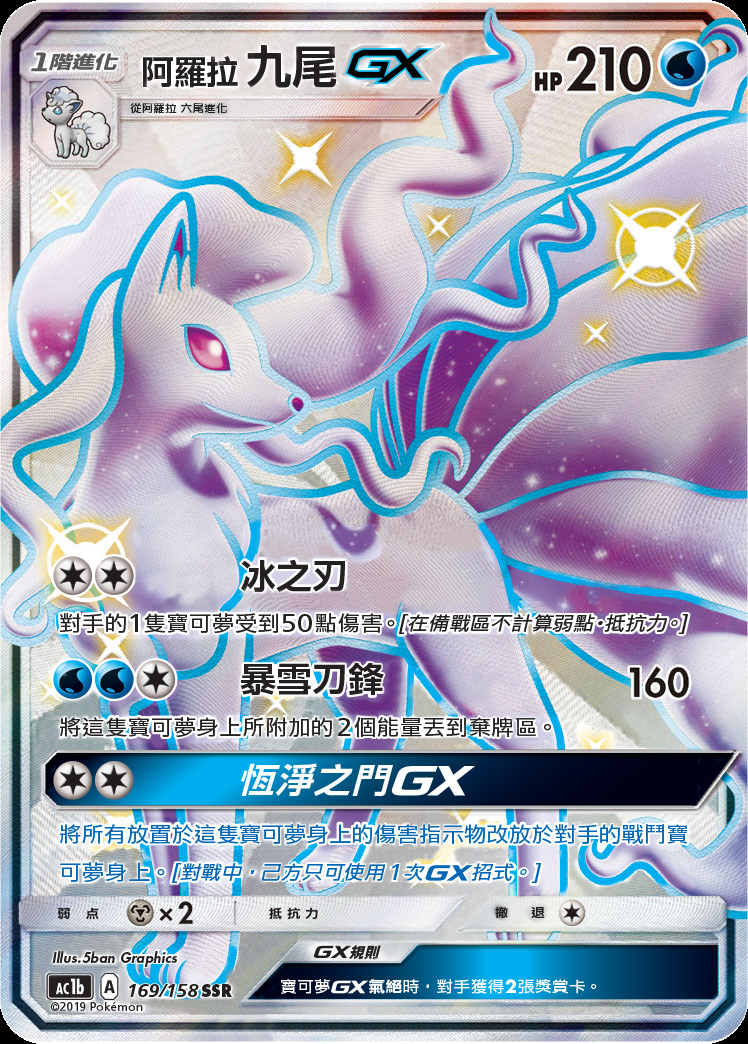 1階進化
阿羅拉 九尾GX
HP210
從阿羅拉 六尾進化
冰之刃
對手的1隻寶可夢受到50點傷害。[在備戰區不計算弱點・抵抗力。]
暴雪刀鋒 160
將這隻寶可夢身上所附加的2個能量丟到棄牌區。
恆淨之門GX
將所有放置於這隻寶可夢身上的傷害指示物改放於對手的戰鬥寶
可夢身上。[對戰中,己方只可使用1次GX招式。]
弱點 ×2 抵抗力 撤退
Illus.5ban Graphics
GX規則
AC1b A 169/158 SSR
寶可夢GX氣絕時,對手獲得2張獎賞卡。
©2019 Pokémon